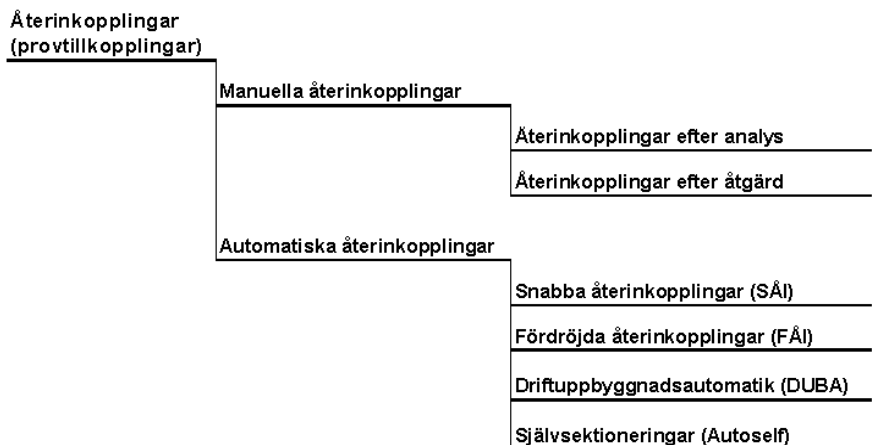 Återinkopplingar
(provtillkopplingar)
Manuella återinkopplingar
Återinkopplingar efter analys
Återinkopplingar efter åtgärd
Automatiska återinkopplingar
Snabba återinkopplingar (SÅI)
Fördröjda återinkopplingar (FÅI)
Driftuppbyggnadsautomatik (DUBA)
Självsektioneringar (Autoself)